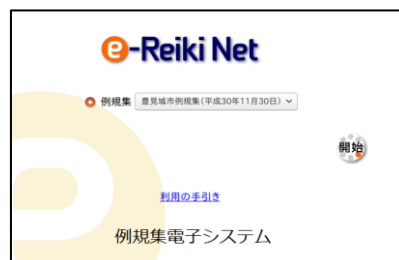 e-Reiki Net
例規集 豊見城市例規集(平成30年11月30日)
開始
利用の手引き
例規集電子システム